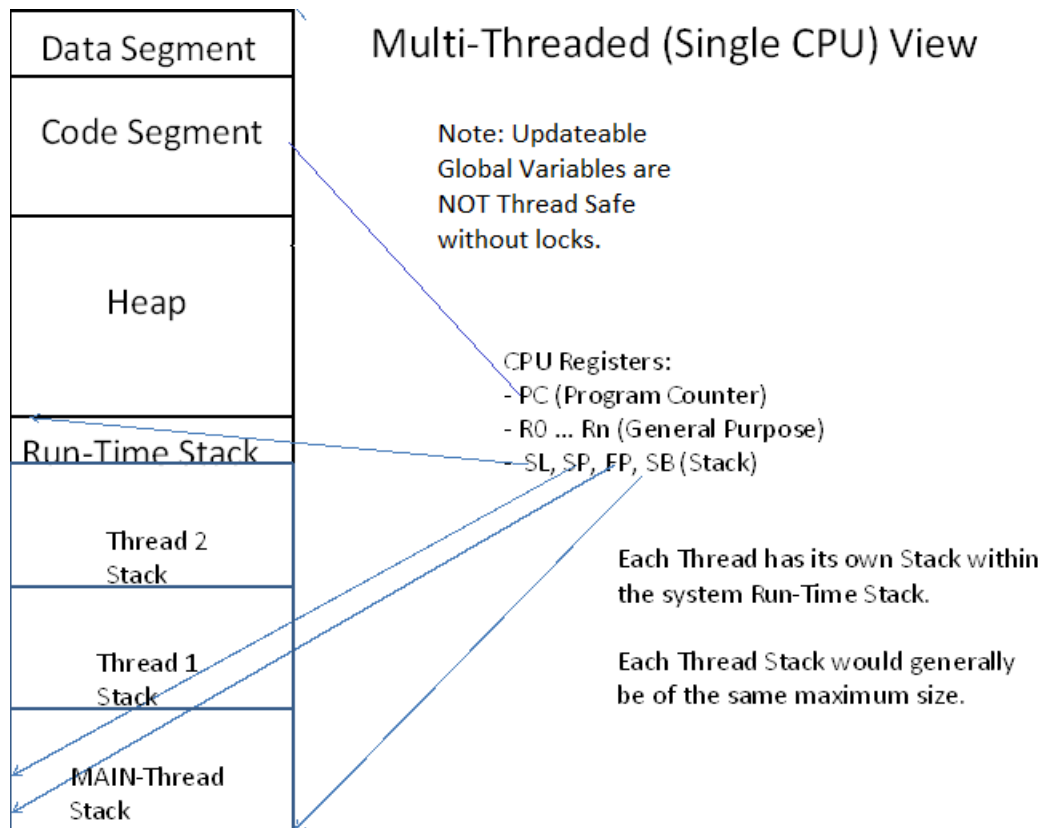 Multi-Threaded (Single CPU) View
Data Segment
Code Segment
Heap
Run-Time Stack
Thread 2
Stack
Thread 1
Stack
MAIN-Thread
Stack
Note: Updateable
Global Variables are
NOT Thread Safe
without locks.
CPU Registers:
- PC (Program Counter)
- R0 ... Rn (General Purpose)
- SL, SP, FP, SB (Stack)
Each Thread has its own Stack within
the system Run-Time Stack.
Each Thread Stack would generally
be of the same maximum size.